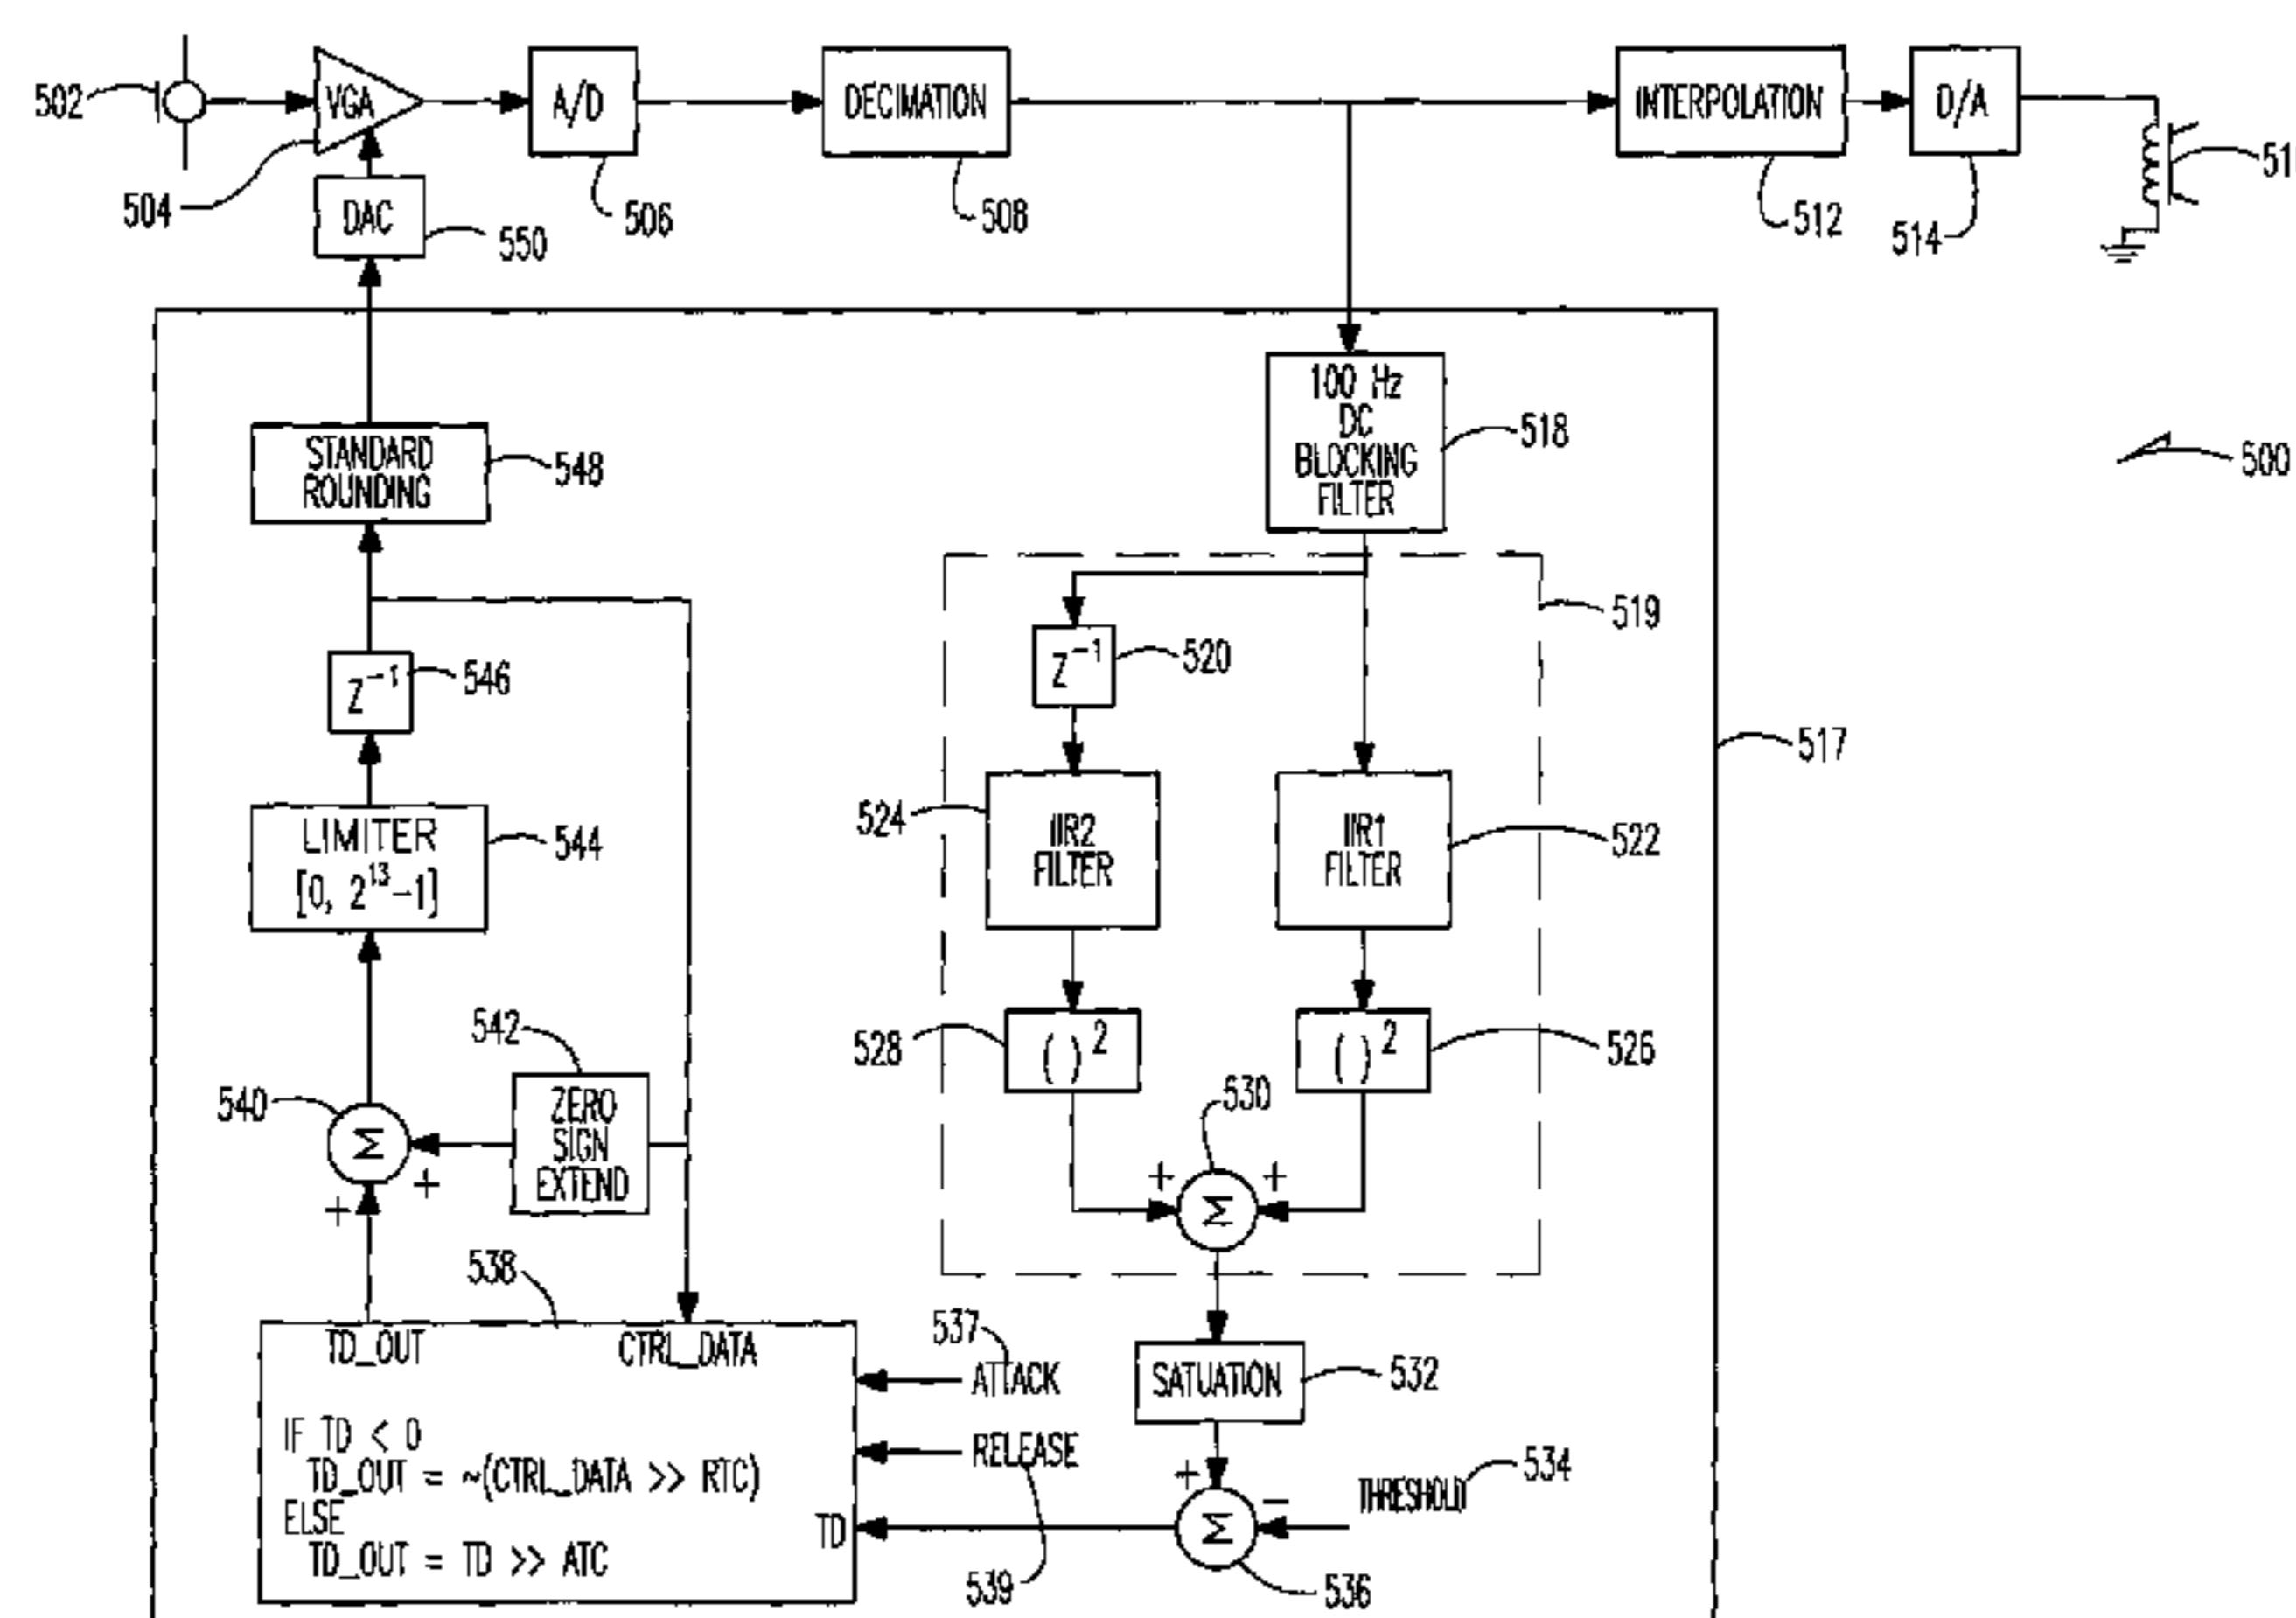 502
VGA
A/D
DECIMATION
INTERPOLATION
D/A
51
504
DAC
550
506
508
512
514
100 Hz
DC
BLOCKING
FILTER
518
500
STANDARD
ROUNDING
548
519
Z⁻¹
546
Z⁻¹
520
517
LIMITER
[0, 2¹³-1]
544
524
IIR2
FILTER
IIR1
FILTER
522
542
528
( )²
( )²
526
540
Σ
+
+
ZERO
SIGN
EXTEND
530
+
+
Σ
538
TD_OUT
CTRL_DATA
537
ATTACK
SATUATION
532
IF TD < 0
TD_OUT = ~(CTRL_DATA >> RTC)
ELSE
TD_OUT = TD >> ATC
RELEASE
539
TD
+
−
Σ
THRESHOLD
534
536